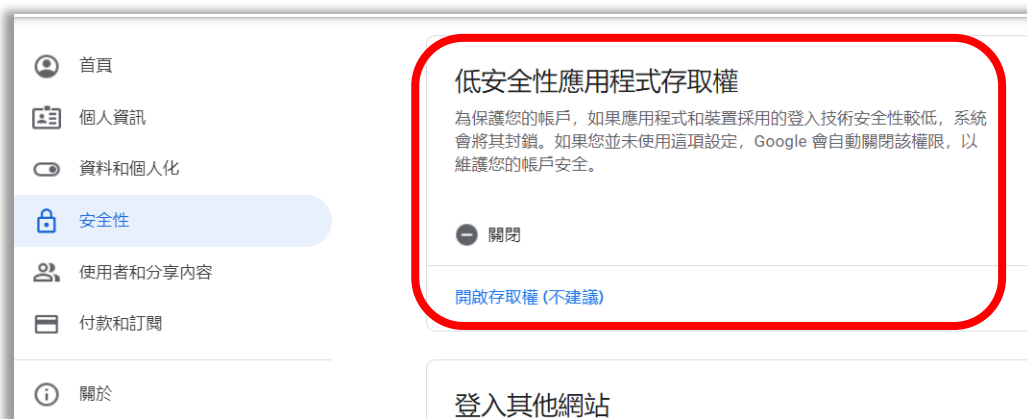 首頁
個人資訊
資料和個人化
安全性
使用者和分享內容
付款和訂閱
關於
低安全性應用程式存取權
為保護您的帳戶，如果應用程式和裝置採用的登入技術安全性較低，系統
會將其封鎖。如果您並未使用這項設定，Google 會自動關閉該權限，以
維護您的帳戶安全。
關閉
開啟存取權 (不建議)
登入其他網站